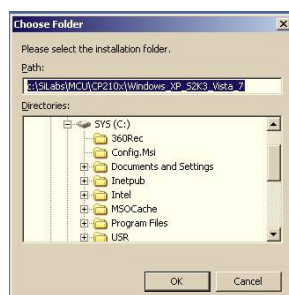 Choose Folder
Please select the installation folder.
Path:
c:\SiLabs\MCU\CP210x\Windows_XP_S2K3_Vista_7
Directories:
SYS (C:)
360Rec
Config.Msi
Documents and Settings
Inetpub
Intel
MSOCache
Program Files
USR
OK
Cancel